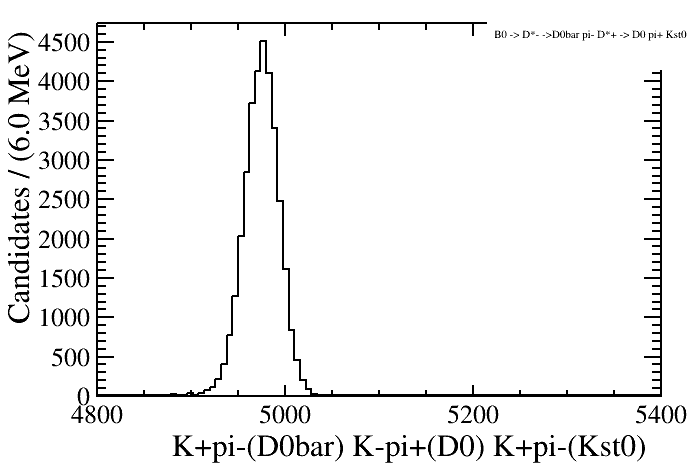 B0 -> D*- ->D0bar pi- D*+ -> D0 pi+ Kst0
Candidates / (6.0 MeV)
4500
4000
3500
3000
2500
2000
1500
1000
500
0
4800 5000 5200 5400
K+pi-(D0bar) K-pi+(D0) K+pi-(Kst0)